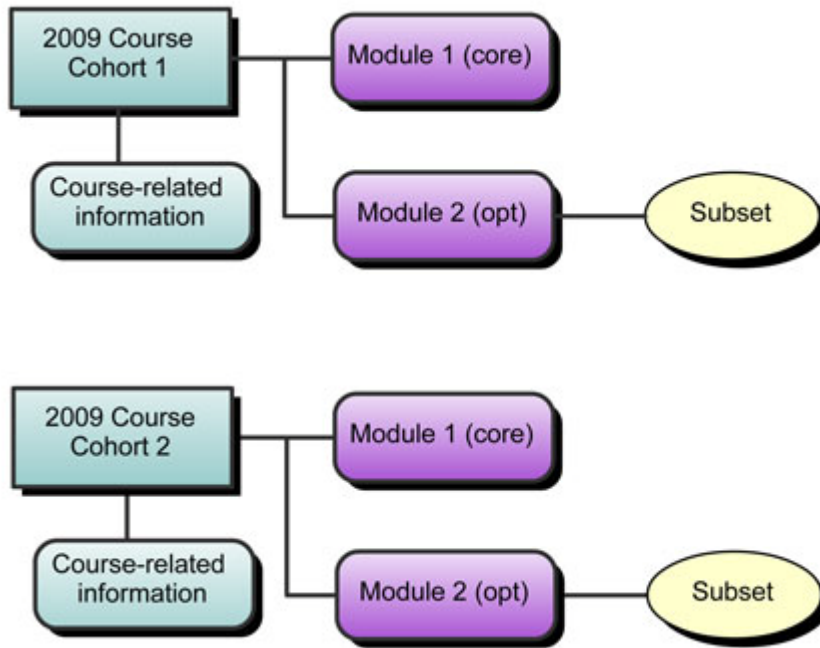 2009 Course
Cohort 1
Module 1 (core)
Course-related
information
Module 2 (opt)
Subset
2009 Course
Cohort 2
Module 1 (core)
Course-related
information
Module 2 (opt)
Subset